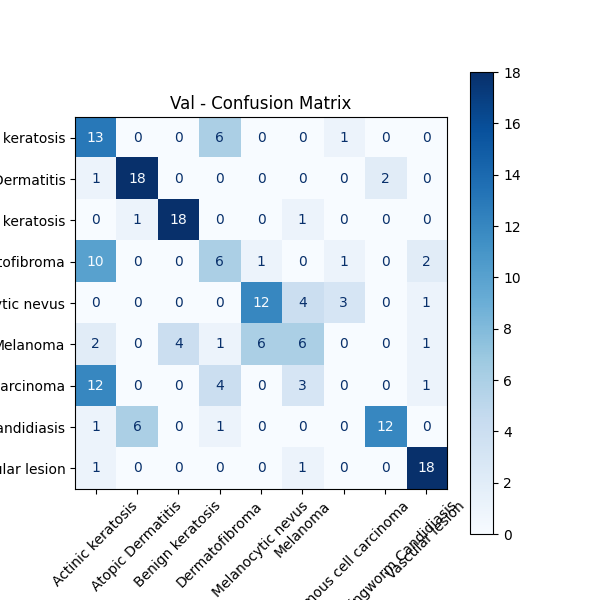 Val - Confusion Matrix
keratosis 13 0 0 6 0 0 1 0 0
Dermatitis 1 18 0 0 0 0 0 2 0
keratosis 0 1 18 0 0 1 0 0 0
tofibroma 10 0 0 6 1 0 1 0 2
ytic nevus 0 0 0 0 12 4 3 0 1
Melanoma 2 0 4 1 6 6 0 0 1
arcinoma 12 0 0 4 0 3 0 0 1
andidiasis 1 6 0 1 0 0 0 12 0
ular lesion 1 0 0 0 0 1 0 0 18
Actinic keratosis
Atopic Dermatitis
Benign keratosis
Dermatofibroma
Melanocytic nevus
Melanoma
mous cell carcinoma
ingworm Candidiasis
Vascular lesion
18
16
14
12
10
8
6
4
2
0